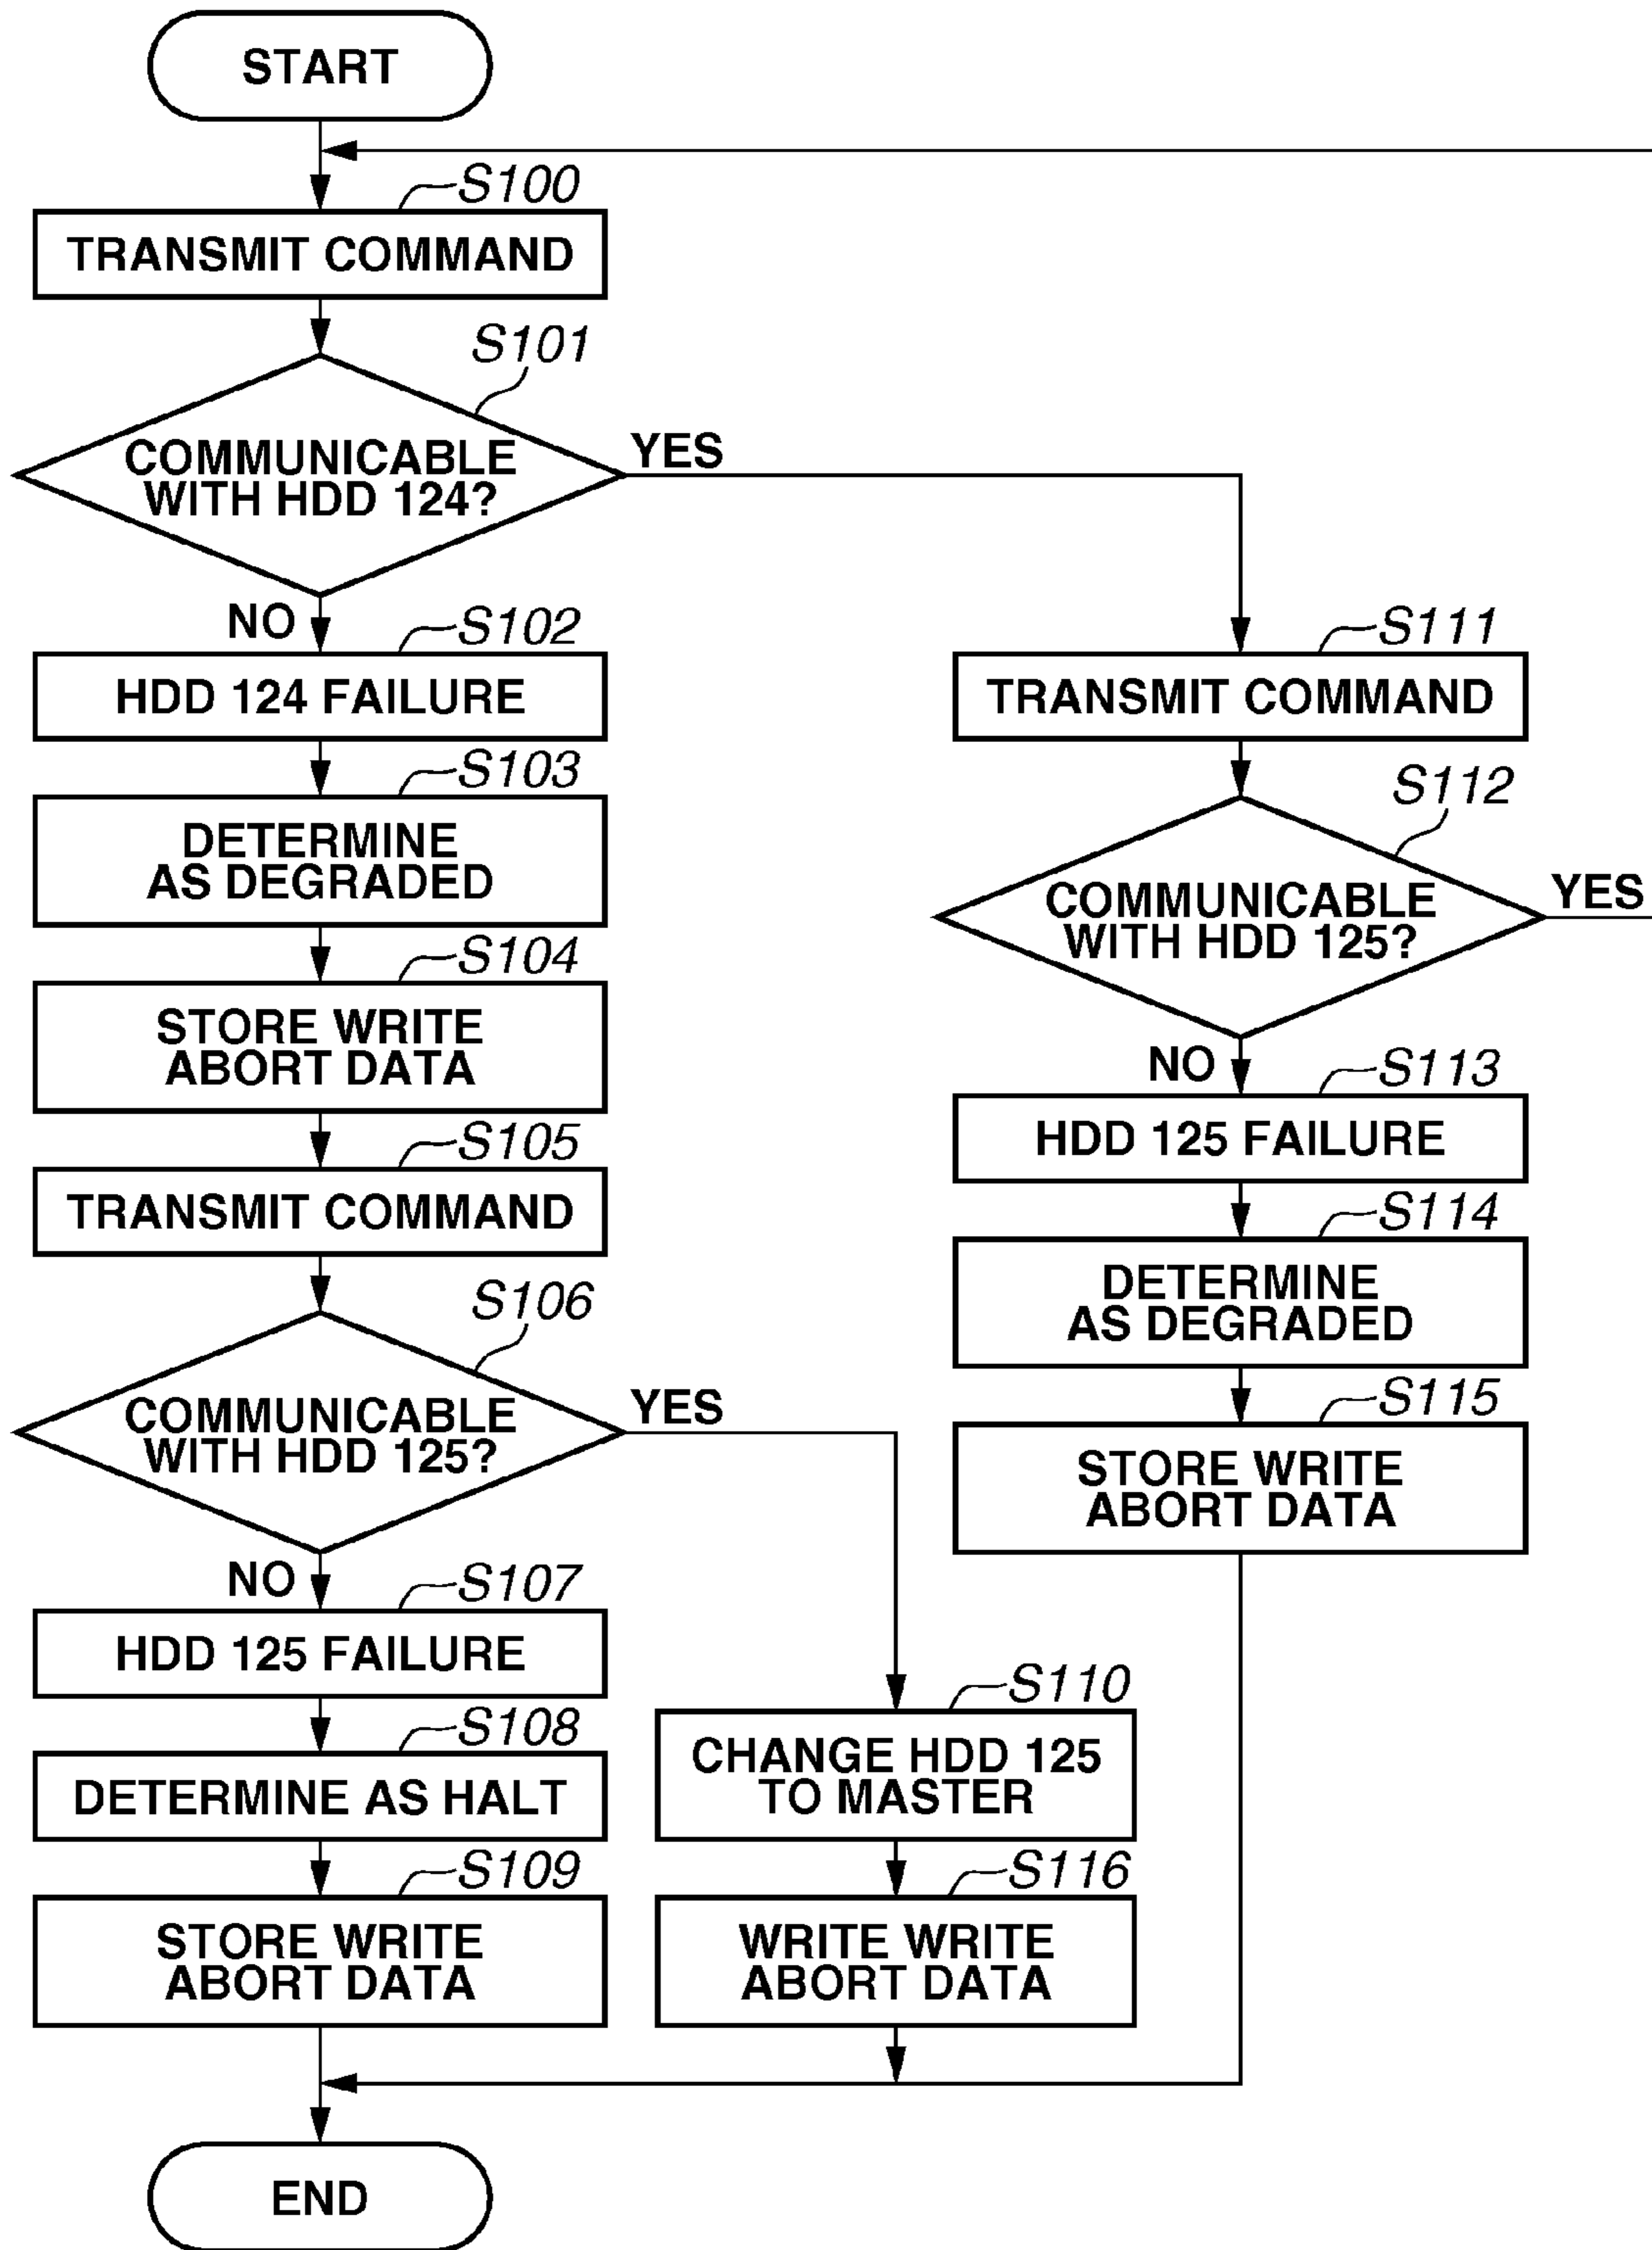 START
S100
TRANSMIT COMMAND
S101
COMMUNICABLE
WITH HDD 124?
YES
NO
S102
HDD 124 FAILURE
S103
DETERMINE
AS DEGRADED
S104
STORE WRITE
ABORT DATA
S105
TRANSMIT COMMAND
S106
COMMUNICABLE
WITH HDD 125?
YES
NO
S107
HDD 125 FAILURE
S108
DETERMINE AS HALT
S109
STORE WRITE
ABORT DATA
S110
CHANGE HDD 125
TO MASTER
S116
WRITE WRITE
ABORT DATA
S111
TRANSMIT COMMAND
S112
COMMUNICABLE
WITH HDD 125?
YES
NO
S113
HDD 125 FAILURE
S114
DETERMINE
AS DEGRADED
S115
STORE WRITE
ABORT DATA
END